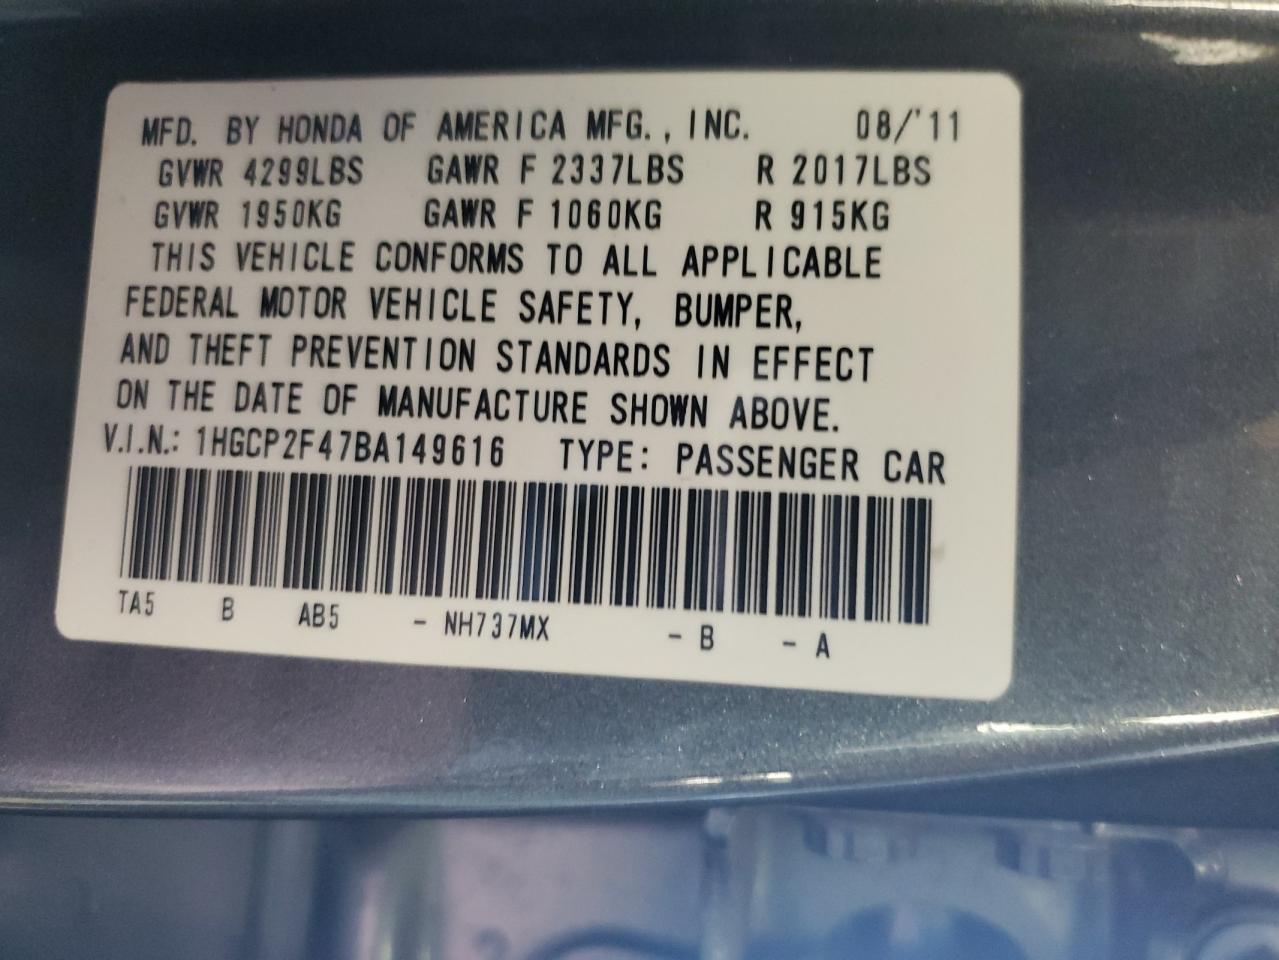 MFD. BY HONDA OF AMERICA MFG., INC. 08/'11
GVWR 4299LBS GAWR F 2337LBS R 2017LBS
GVWR 1950KG GAWR F 1060KG R 915KG
THIS VEHICLE CONFORMS TO ALL APPLICABLE
FEDERAL MOTOR VEHICLE SAFETY, BUMPER,
AND THEFT PREVENTION STANDARDS IN EFFECT
ON THE DATE OF MANUFACTURE SHOWN ABOVE.
V.I.N.: 1HGCP2F47BA149616 TYPE: PASSENGER CAR
TA5 B AB5 - NH737MX - B - A